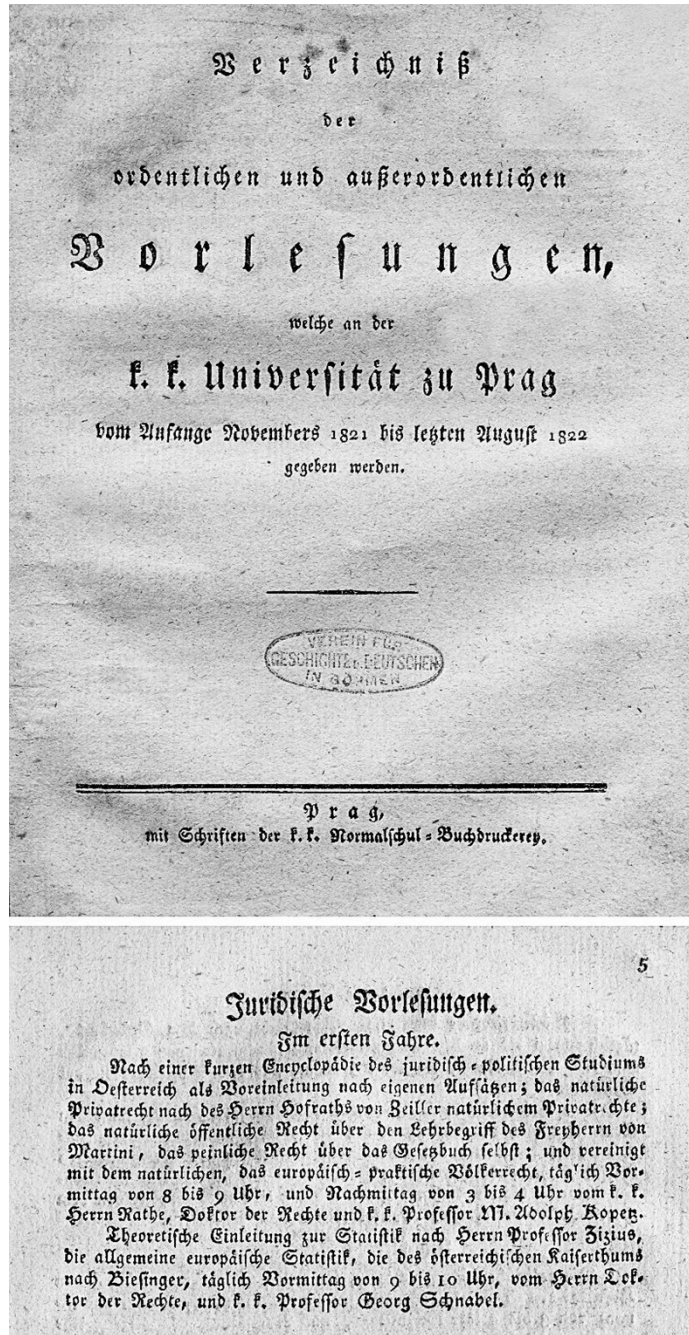 Verzeichniß
der
ordentlichen und außerordentlichen
Vorlesungen,
welche an der
k. k. Universität zu Prag
vom Anfange Novembers 1821 bis letzten August 1822
gegeben werden.
VEREIN FÜR
GESCHICHTE D. DEUTSCHEN
IN BÖHMEN
Prag,
mit Schriften der k. k. Normalschul-Buchdruckerey.
5
Juridische Vorlesungen.
Im ersten Jahre.
Nach einer kurzen Encyclopädie des juridisch-politischen Studiums
in Oesterreich als Voreinleitung nach eigenen Aufsätzen; das natürliche
Privatrecht nach des Herrn Hofraths von Zeiller natürlichem Privatrechte;
das natürliche öffentliche Recht über den Lehrbegriff des Freyherrn von
Martini, das peinliche Recht über das Gesetzbuch selbst; und vereinigt
mit dem natürlichen, das europäisch-praktische Völkerrecht, täglich Vor-
mittag von 8 bis 9 Uhr, und Nachmittag von 3 bis 4 Uhr vom k. k.
Herrn Rathe, Doktor der Rechte und k. k. Professor M. Adolph Kopetz.
Theoretische Einleitung zur Statistik nach Herrn Professor Zizius,
die allgemeine europäische Statistik, die des österreichischen Kaiserthums
nach Biesinger, täglich Vormittag von 9 bis 10 Uhr, vom Herrn Dok-
tor der Rechte, und k. k. Professor Georg Schnabel.